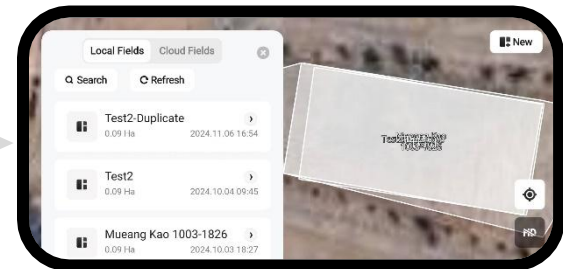 Local Fields Cloud Fields
New
Search Refresh
Test2-Duplicate
0.09 Ha 2024.11.06 16:54
Test2
0.09 Ha 2024.10.04 09:45
Mueang Kao 1003-1826
0.09 Ha 2024.10.03 18:27